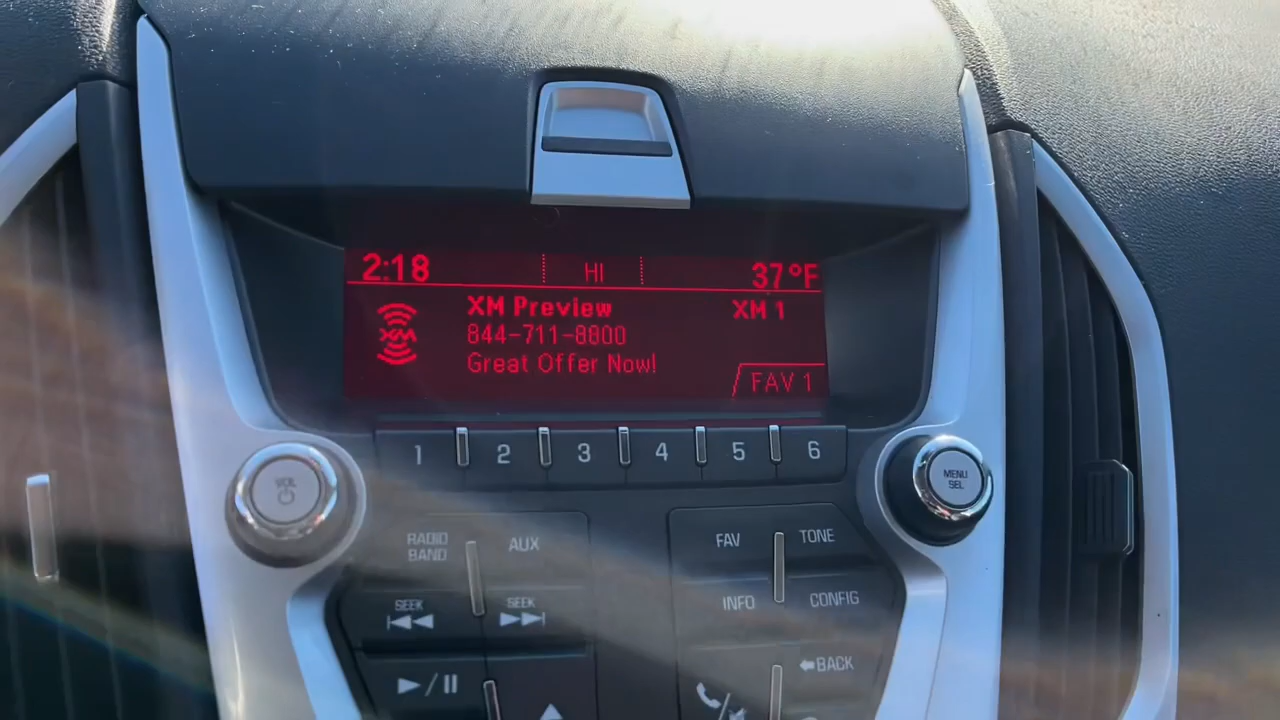 2:18 HI 37°F
XM
XM Preview XM 1
844-711-8800
Great Offer Now!
FAV 1
1 2 3 4 5 6
VOL
MENU
SEL
RADIO
BAND
AUX
FAV
TONE
SEEK
SEEK
INFO
CONFIG
BACK